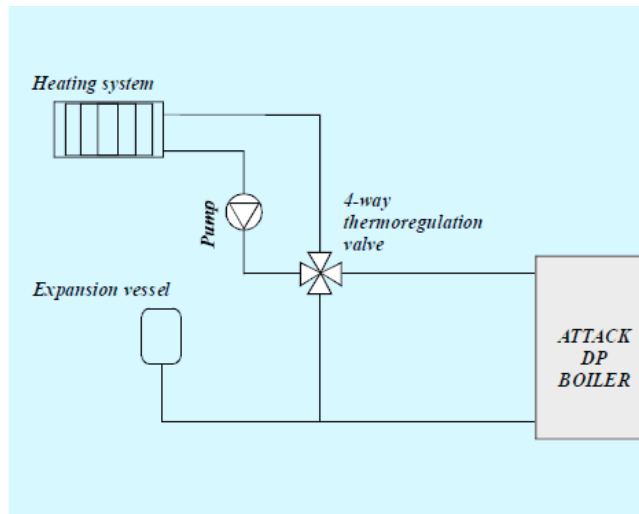 Heating system
Pump
4-way
thermoregulation
valve
Expansion vessel
ATTACK
DP
BOILER